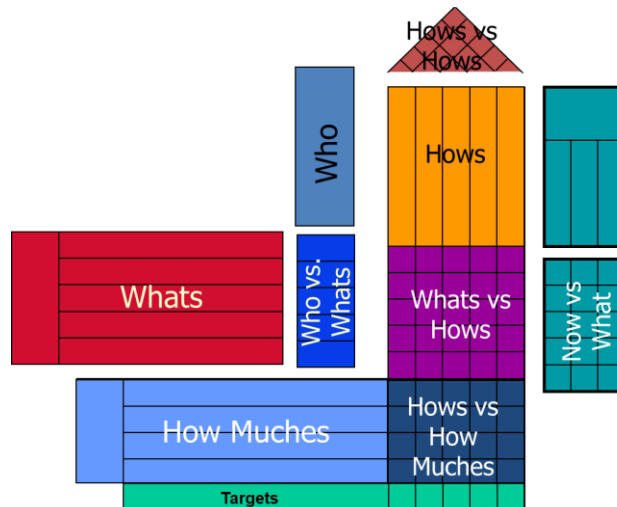 Hows vs
Hows
Who
Hows
Whats
Who vs.
Whats
Whats vs
Hows
Now vs
What
How Muches
Hows vs
How
Muches
Targets